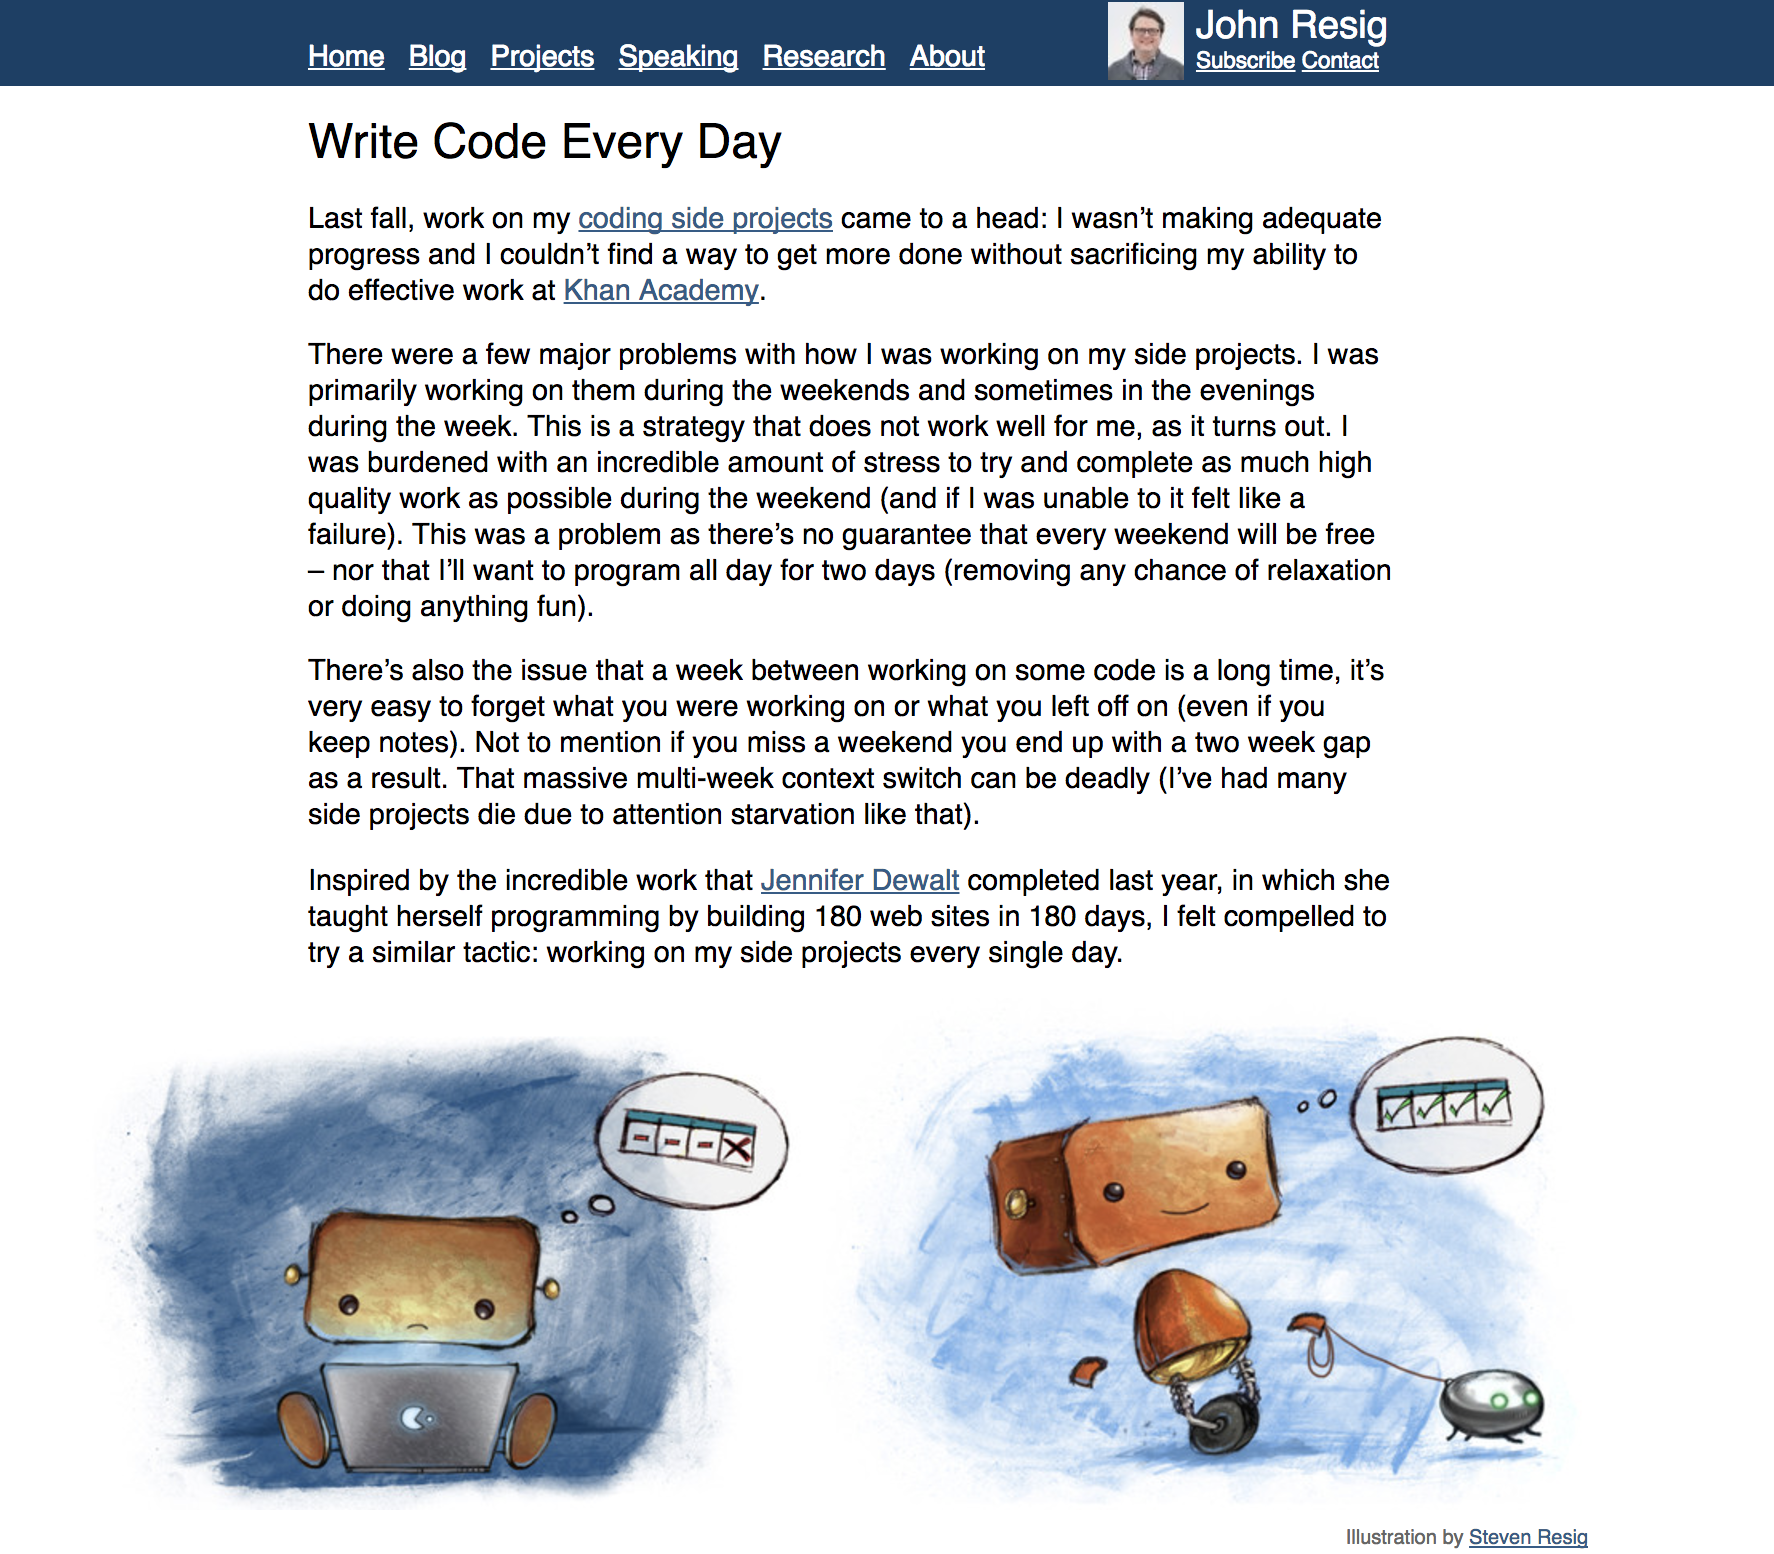 Home Blog Projects Speaking Research About
John Resig
Subscribe Contact
Write Code Every Day
Last fall, work on my coding side projects came to a head: I wasn’t making adequate
progress and I couldn’t find a way to get more done without sacrificing my ability to
do effective work at Khan Academy.
There were a few major problems with how I was working on my side projects. I was
primarily working on them during the weekends and sometimes in the evenings
during the week. This is a strategy that does not work well for me, as it turns out. I
was burdened with an incredible amount of stress to try and complete as much high
quality work as possible during the weekend (and if I was unable to it felt like a
failure). This was a problem as there’s no guarantee that every weekend will be free
– nor that I’ll want to program all day for two days (removing any chance of relaxation
or doing anything fun).
There’s also the issue that a week between working on some code is a long time, it’s
very easy to forget what you were working on or what you left off on (even if you
keep notes). Not to mention if you miss a weekend you end up with a two week gap
as a result. That massive multi-week context switch can be deadly (I’ve had many
side projects die due to attention starvation like that).
Inspired by the incredible work that Jennifer Dewalt completed last year, in which she
taught herself programming by building 180 web sites in 180 days, I felt compelled to
try a similar tactic: working on my side projects every single day.
Illustration by Steven Resig